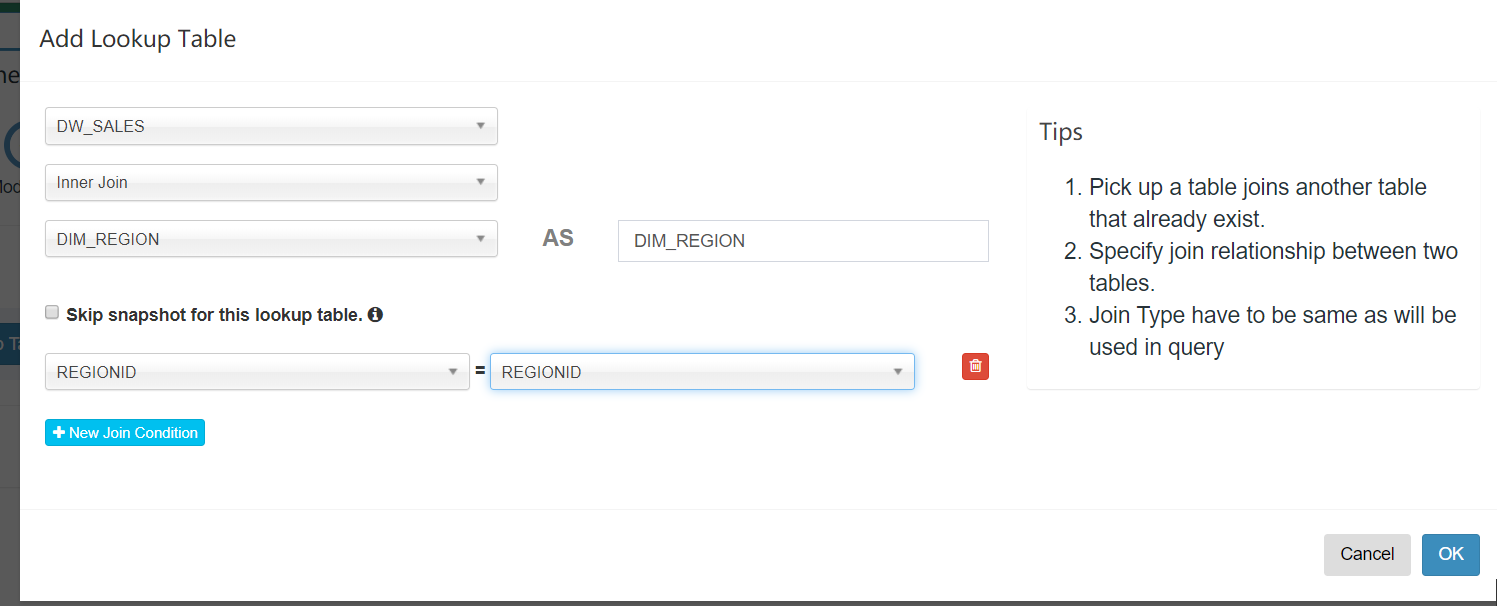 Add Lookup Table
DW_SALES
Inner Join
DIM_REGION
AS
DIM_REGION
Skip snapshot for this lookup table.
REGIONID
=
REGIONID
New Join Condition
Tips
1. Pick up a table joins another table
that already exist.
2. Specify join relationship between two
tables.
3. Join Type have to be same as will be
used in query
Cancel
OK